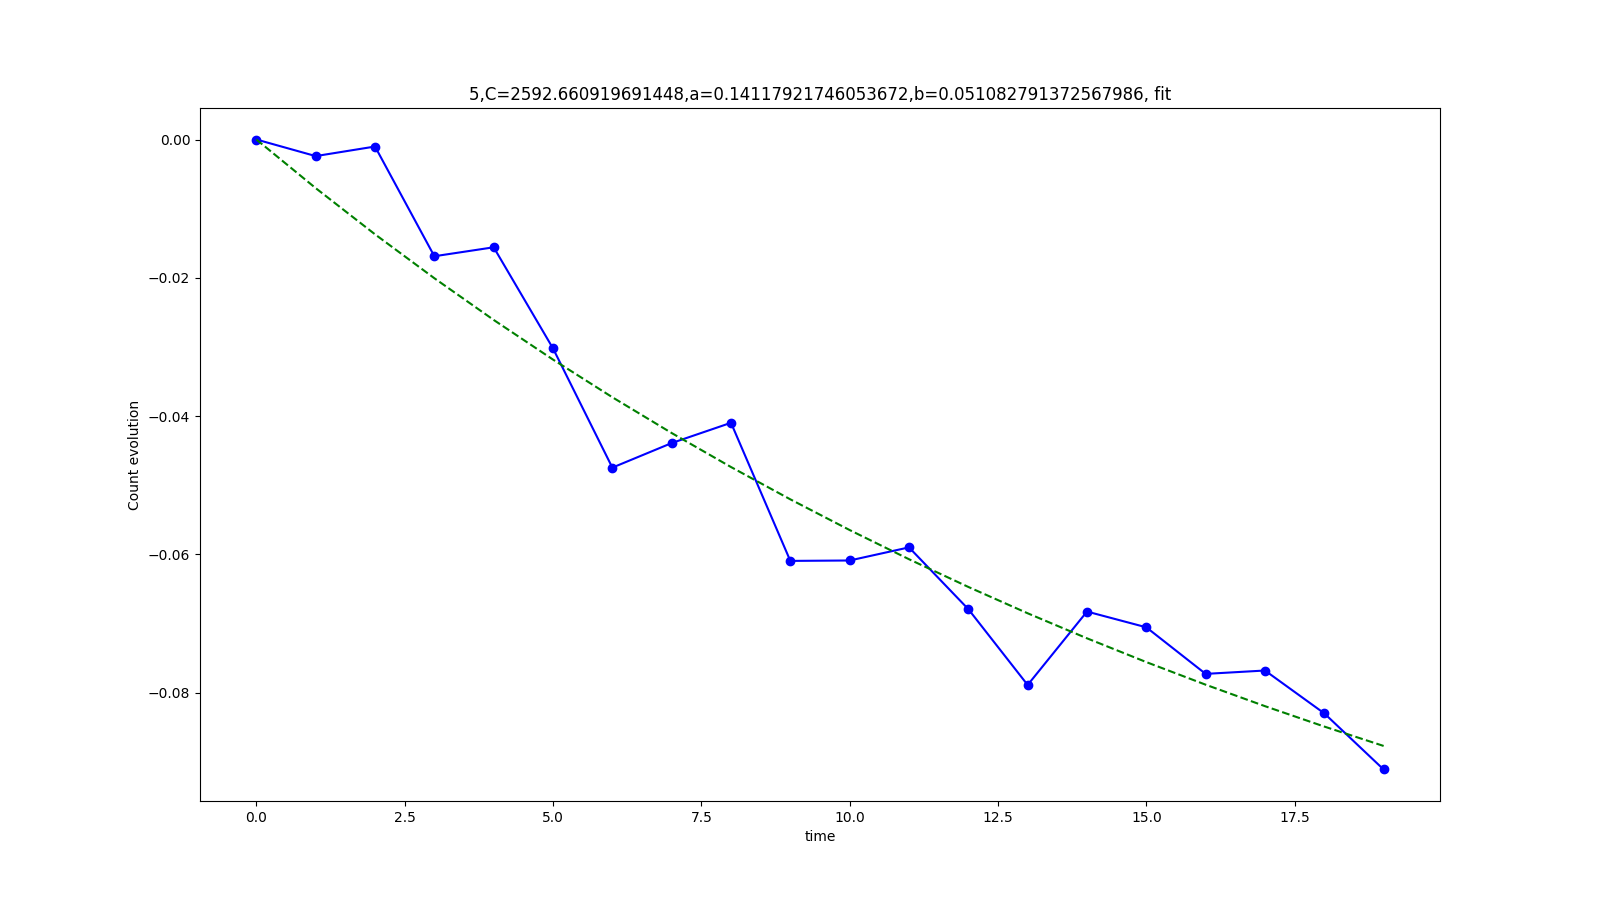 5,C=2592.660919691448,a=0.14117921746053672,b=0.051082791372567986, fit
0.00
−0.02
−0.04
−0.06
−0.08
Count evolution
0.0 2.5 5.0 7.5 10.0 12.5 15.0 17.5
time